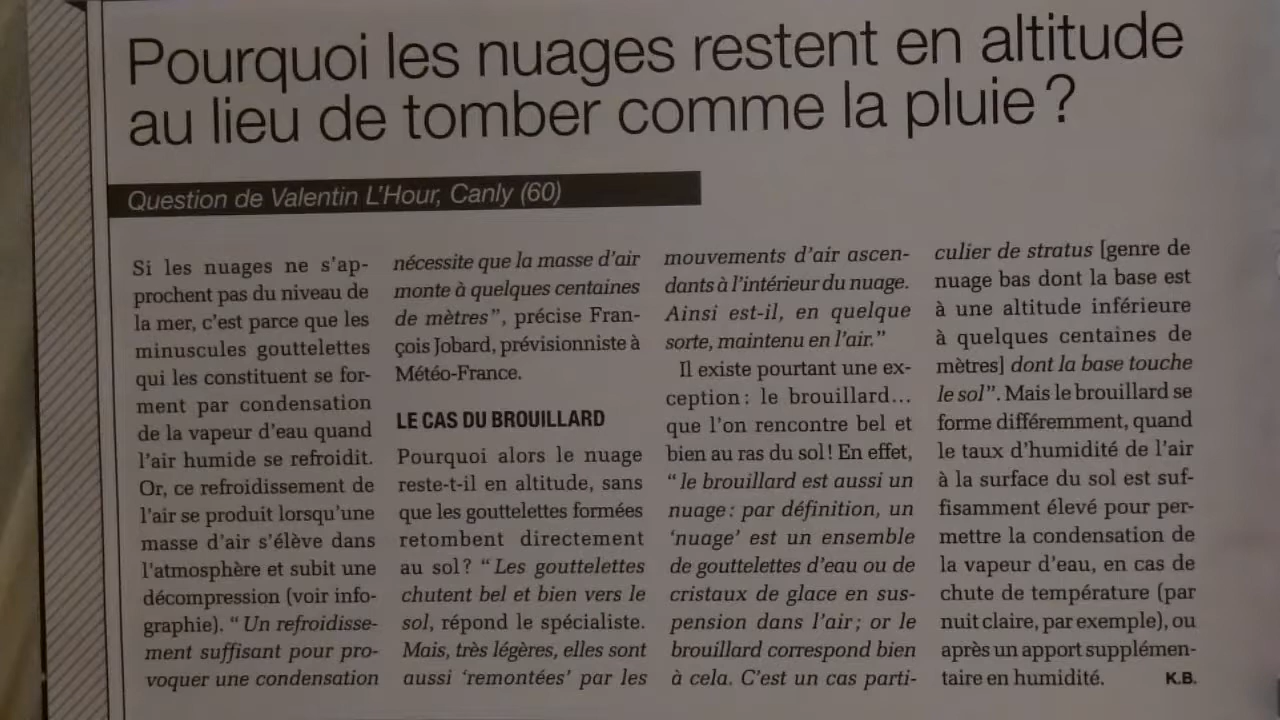 Pourquoi les nuages restent en altitude
au lieu de tomber comme la pluie ?
Question de Valentin L'Hour, Canly (60)
Si les nuages ne s'ap-
prochent pas du niveau de
la mer, c'est parce que les
minuscules gouttelettes
qui les constituent se for-
ment par condensation
de la vapeur d'eau quand
l'air humide se refroidit.
Or, ce refroidissement de
l'air se produit lorsqu'une
masse d'air s'élève dans
l'atmosphère et subit une
décompression (voir info-
graphie). “Un refroidisse-
ment suffisant pour pro-
voquer une condensation
nécessite que la masse d'air
monte à quelques centaines
de mètres”, précise Fran-
çois Jobard, prévisionniste à
Météo-France.
LE CAS DU BROUILLARD
Pourquoi alors le nuage
reste-t-il en altitude, sans
que les gouttelettes formées
retombent directement
au sol ? “Les gouttelettes
chutent bel et bien vers le
sol, répond le spécialiste.
Mais, très légères, elles sont
aussi ‘remontées’ par les
mouvements d'air ascen-
dants à l'intérieur du nuage.
Ainsi est-il, en quelque
sorte, maintenu en l'air.”
Il existe pourtant une ex-
ception : le brouillard...
que l'on rencontre bel et
bien au ras du sol ! En effet,
“le brouillard est aussi un
nuage : par définition, un
‘nuage’ est un ensemble
de gouttelettes d'eau ou de
cristaux de glace en sus-
pension dans l'air ; or le
brouillard correspond bien
à cela. C'est un cas parti-
culier de stratus [genre de
nuage bas dont la base est
à une altitude inférieure
à quelques centaines de
mètres] dont la base touche
le sol”. Mais le brouillard se
forme différemment, quand
le taux d'humidité de l'air
à la surface du sol est suf-
fisamment élevé pour per-
mettre la condensation de
la vapeur d'eau, en cas de
chute de température (par
nuit claire, par exemple), ou
après un apport supplémen-
taire en humidité. K.B.